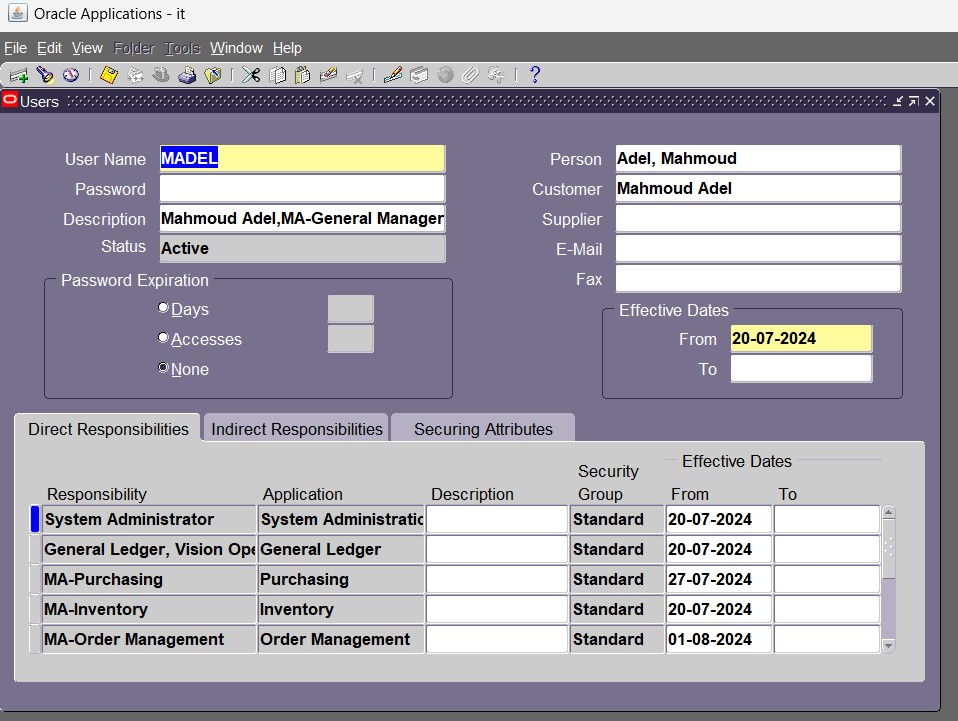 Oracle Applications - it
File Edit View Folder Tools Window Help
?
Users
User Name MADEL
Person Adel, Mahmoud
Password
Customer Mahmoud Adel
Description Mahmoud Adel,MA-General Manager
Supplier
Status Active
E-Mail
Fax
Password Expiration
Days
Accesses
None
Effective Dates
From 20-07-2024
To
Direct Responsibilities Indirect Responsibilities Securing Attributes
Effective Dates
Responsibility Application Description Security Group From To
System Administrator System Administratic Standard 20-07-2024
General Ledger, Vision Ope General Ledger Standard 20-07-2024
MA-Purchasing Purchasing Standard 27-07-2024
MA-Inventory Inventory Standard 20-07-2024
MA-Order Management Order Management Standard 01-08-2024